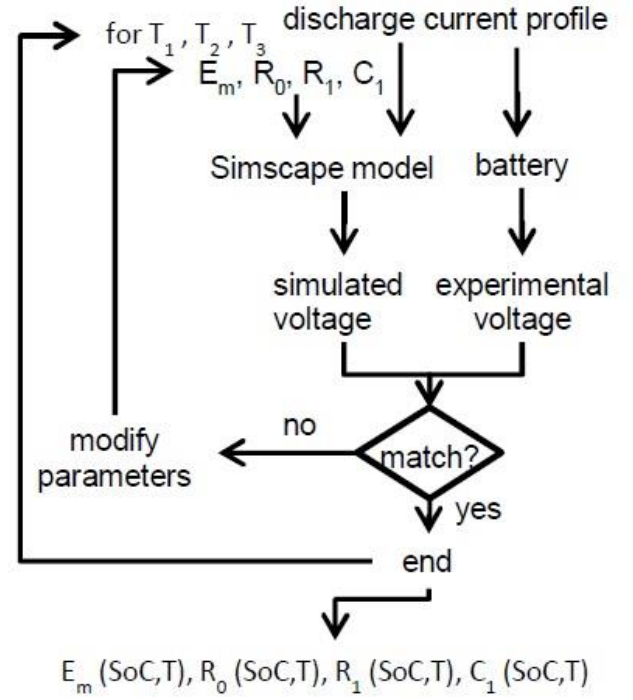 discharge current profile
for T₁ , T₂ , T₃
Eₘ, R₀, R₁, C₁
Simscape model battery
simulated experimental
voltage voltage
no
match?
modify
parameters
yes
end
Eₘ (SoC,T), R₀ (SoC,T), R₁ (SoC,T), C₁ (SoC,T)